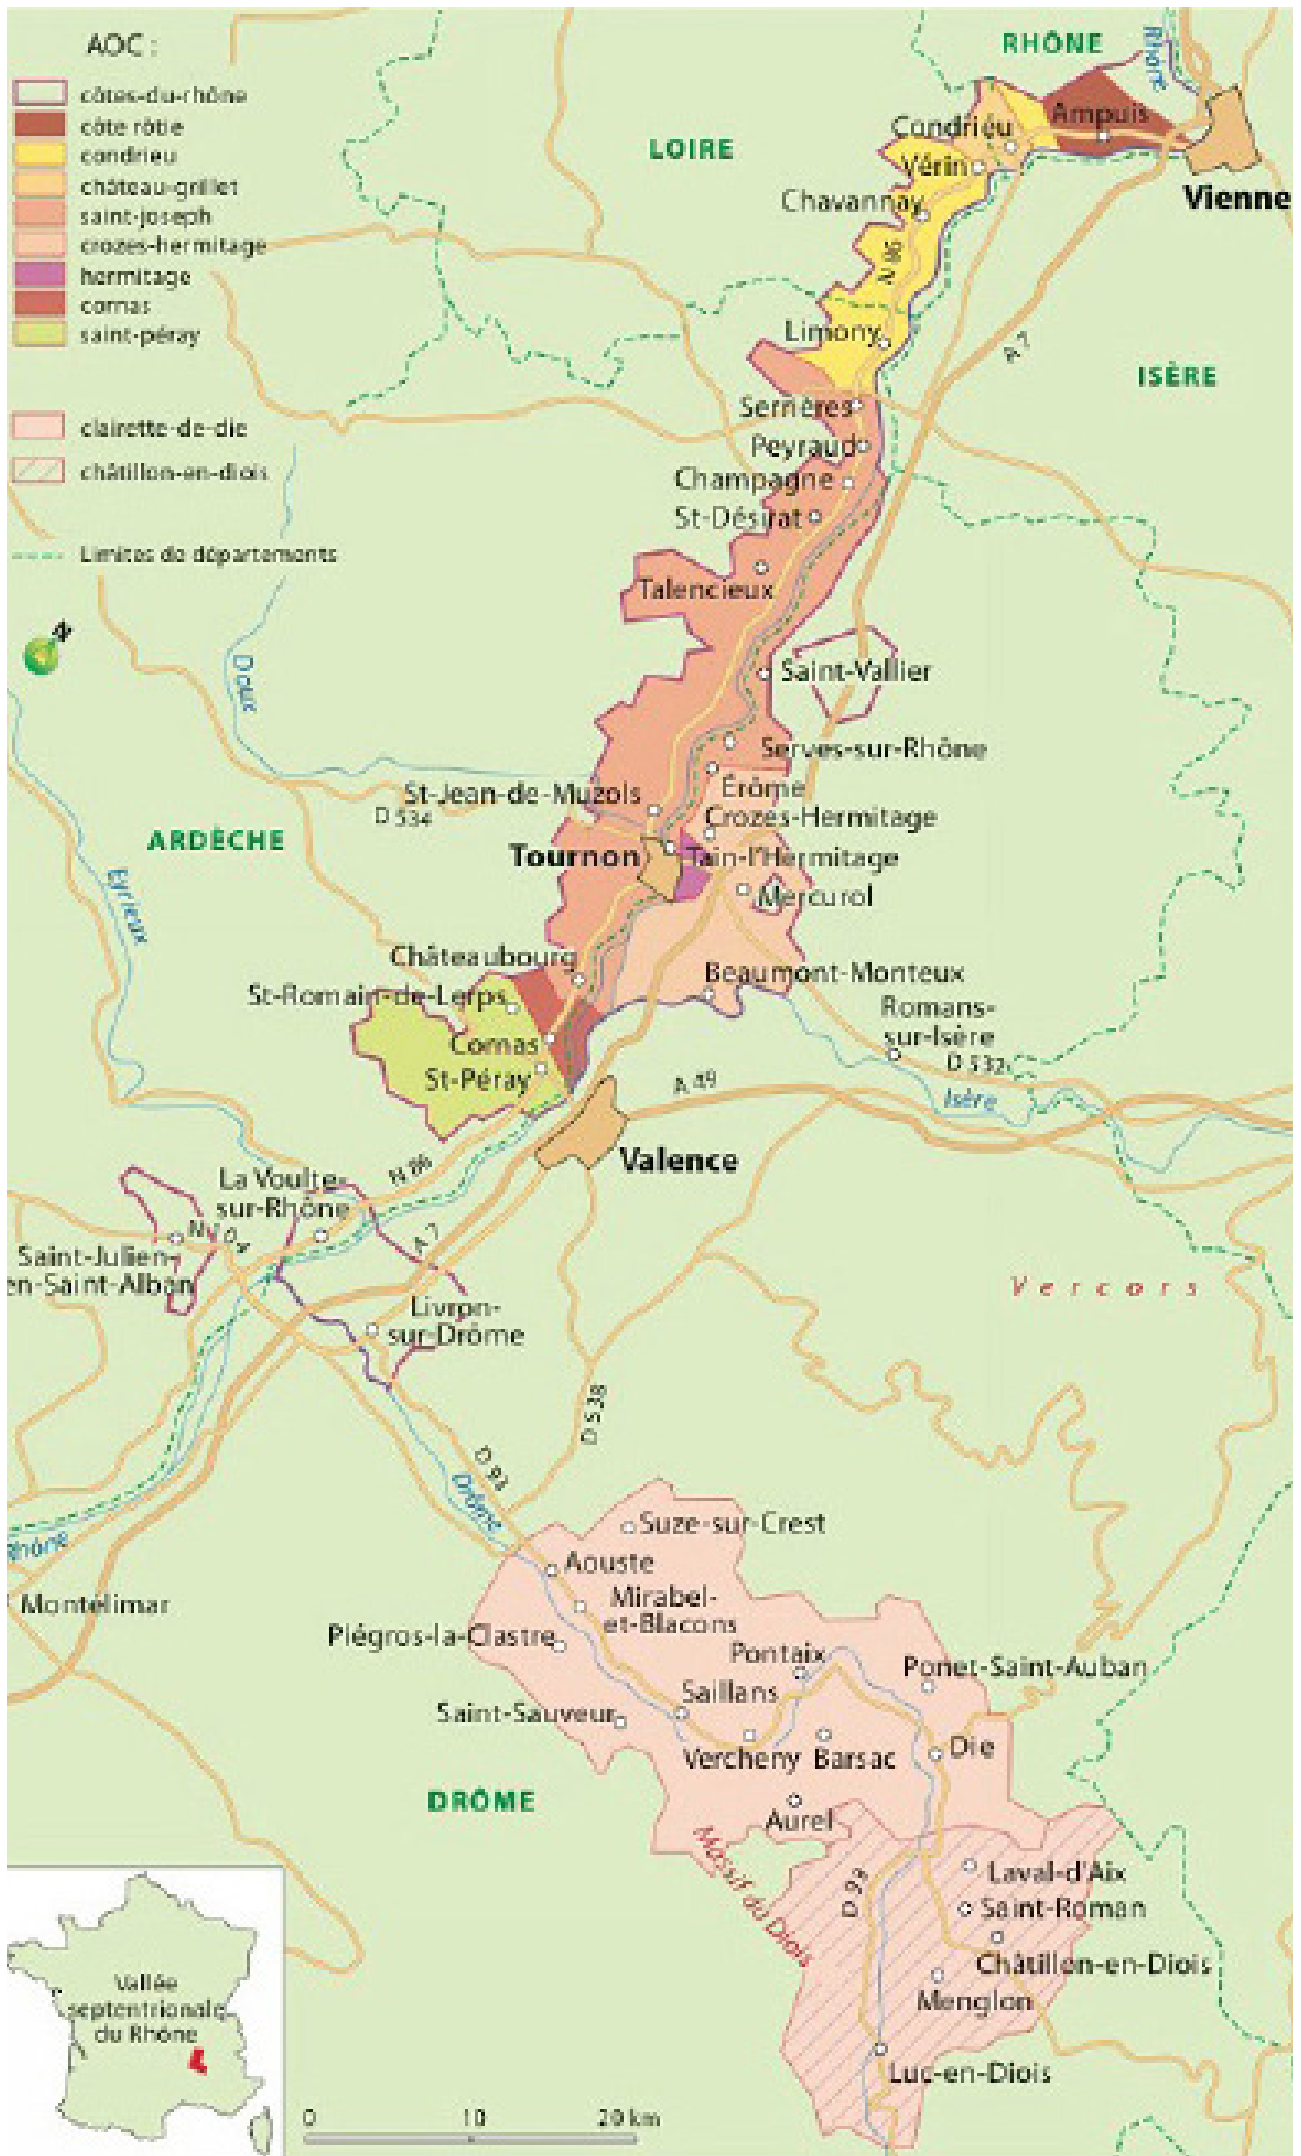 AOC :
côtes-du-rhône
côte rôtie
condrieu
château-grillet
saint-joseph
crozes-hermitage
hermitage
cornas
saint-péray
clairette-de-die
châtillon-en-diois
Limites de départements
N
RHÔNE
Rhône
LOIRE
Condrieu
Ampuis
Vérin
Vienne
Chavannay
N 86
Limony
A 7
ISÈRE
Serrières
Peyraud
Champagne
St-Désirat
Talencieux
Doux
Saint-Vallier
Serves-sur-Rhône
St-Jean-de-Muzols
Érôme
D 534
Crozes-Hermitage
ARDÈCHE
Tournon
Tain-l'Hermitage
Mercurol
Eyrieux
Châteaubourg
Beaumont-Monteux
St-Romain-de-Lerps
Romans-
sur-Isère
Cornas
D 532
St-Péray
A 49
Isère
Valence
N 86
La Voulte-
sur-Rhône
A 7
Saint-Julien-
en-Saint-Alban
Vercors
Livron-
sur-Drôme
D 538
D 93
Drôme
Suze-sur-Crest
Rhône
Aouste
Montélimar
Mirabel-
et-Blacons
Piégros-la-Clastre
Pontaix
Ponet-Saint-Auban
Saillans
Saint-Sauveur
Vercheny
Barsac
Die
DRÔME
Aurel
Massif du Diois
Laval-d'Aix
D 93
Saint-Roman
Châtillon-en-Diois
Menglon
Luc-en-Diois
Vallée
septentrionale
du Rhône
0 10 20 km